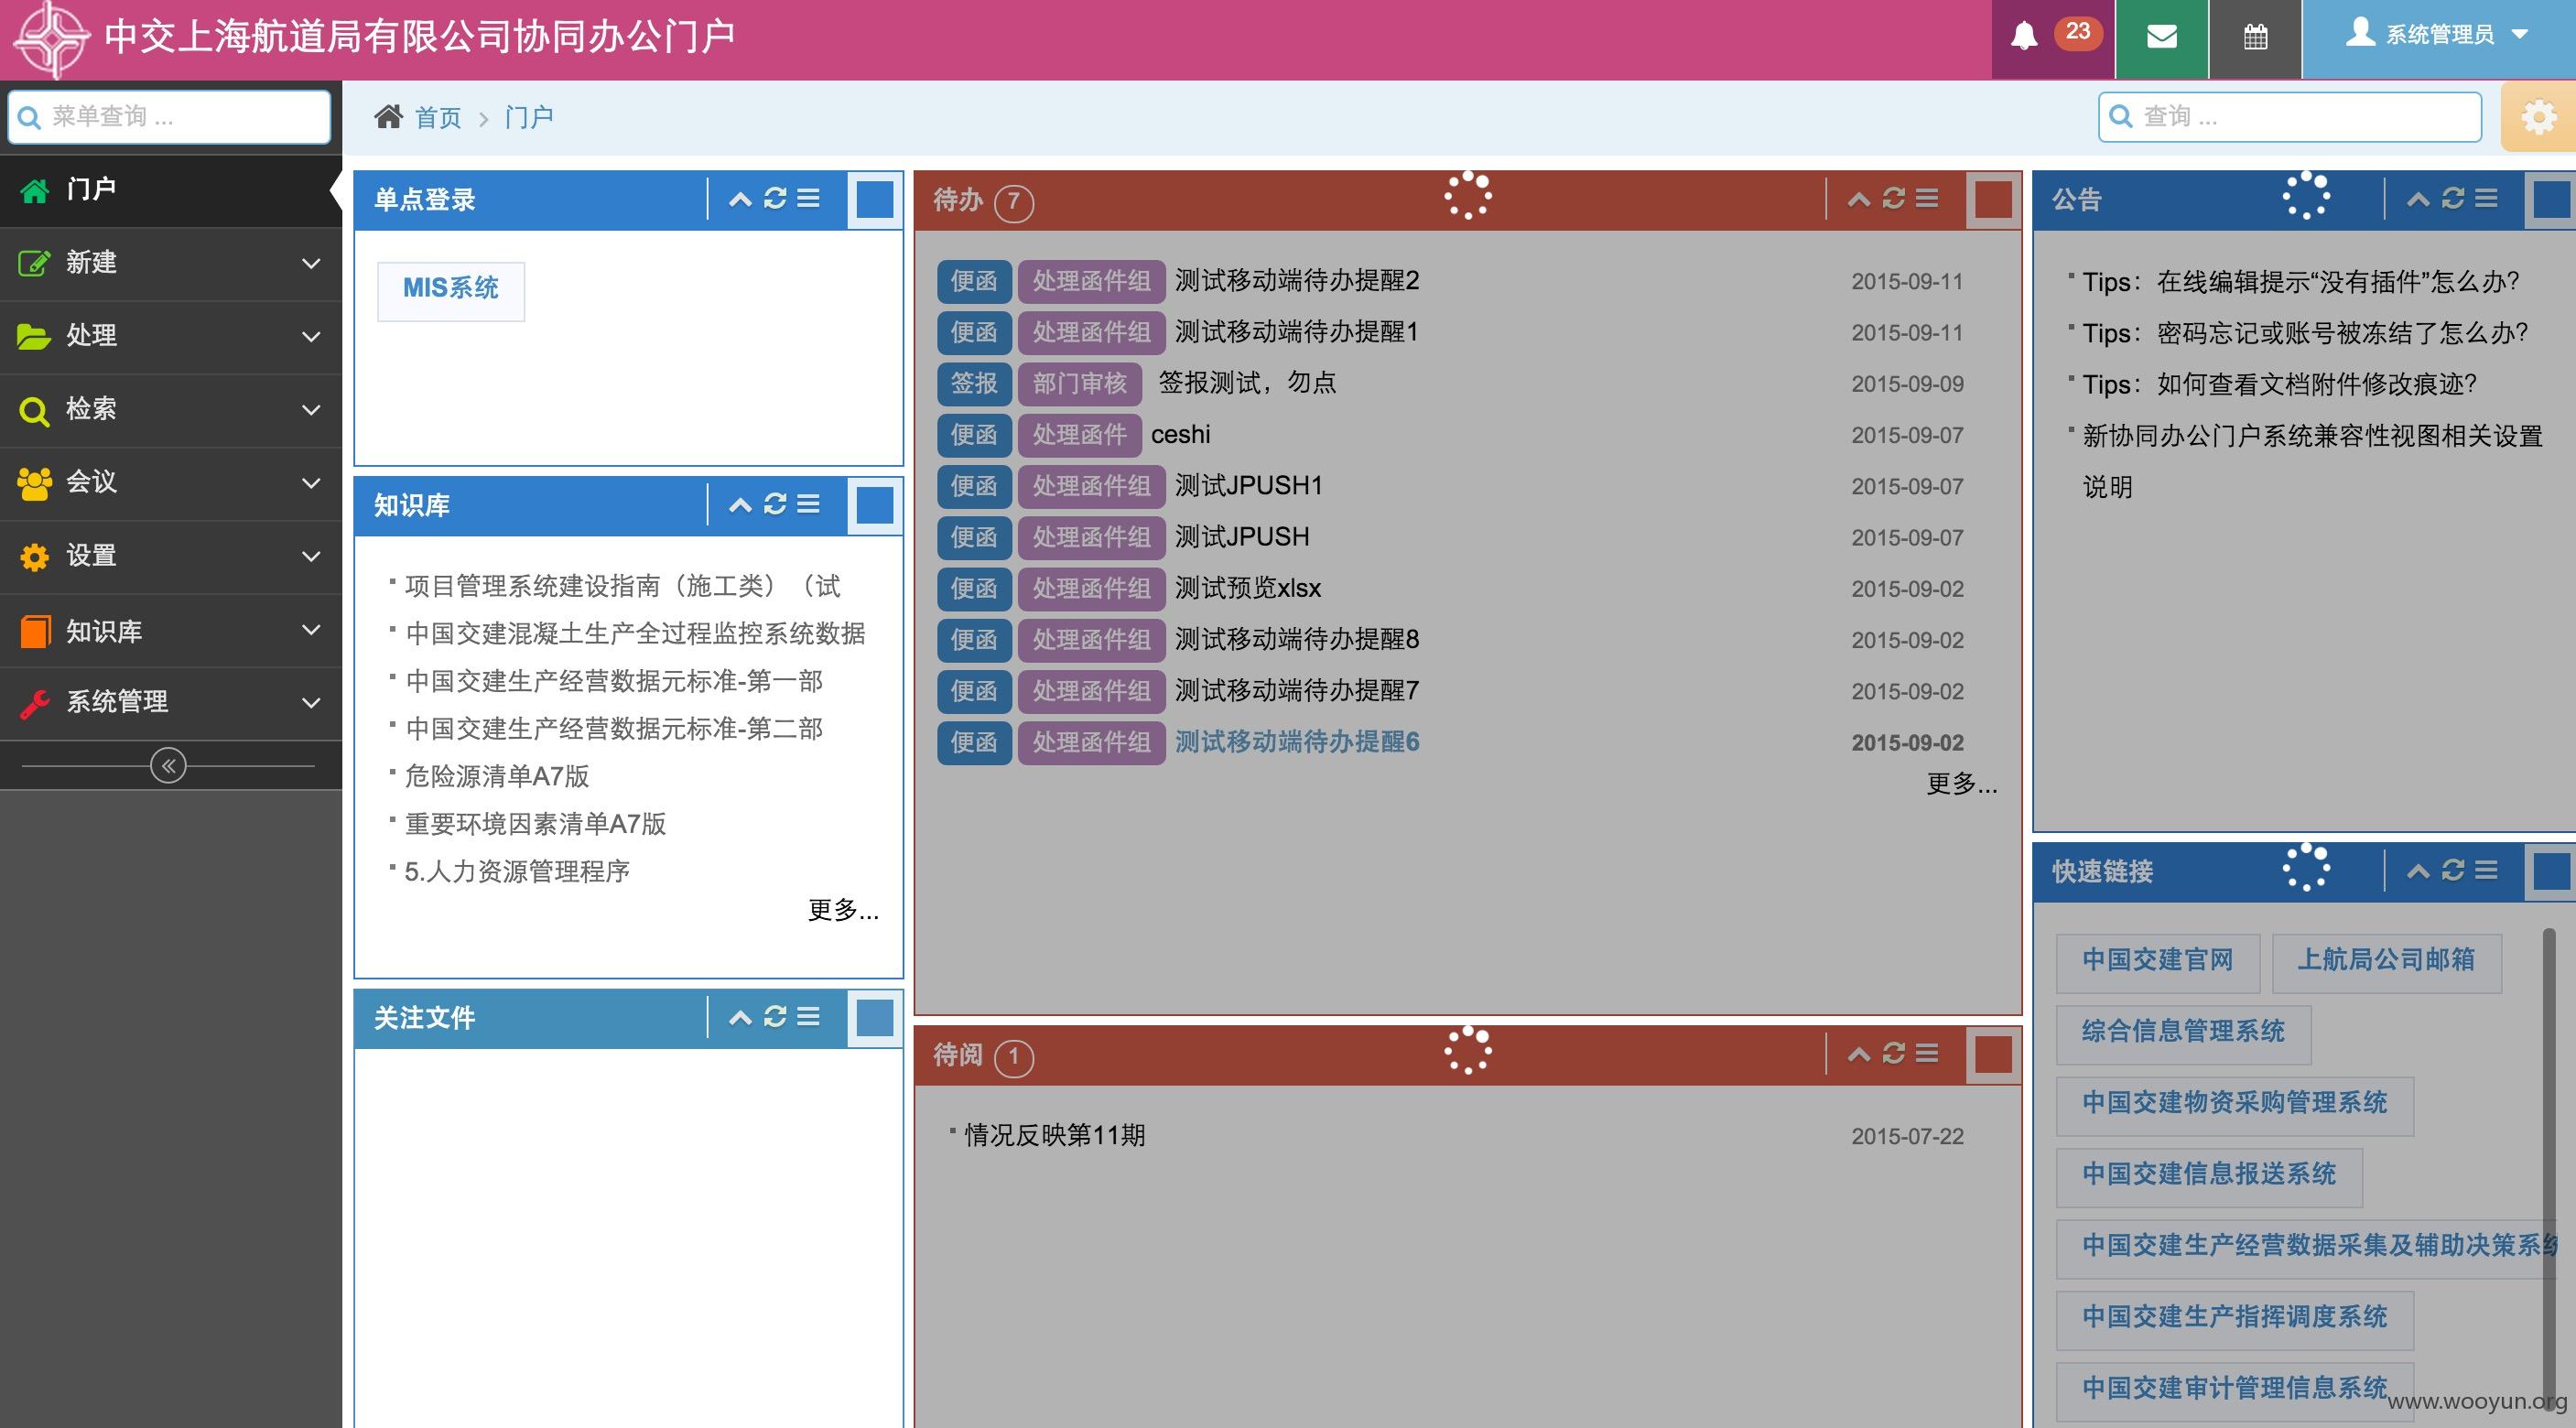 中交上海航道局有限公司协同办公门户
23
系统管理员
菜单查询 ...
首页 > 门户
查询 ...
门户
新建
处理
检索
会议
设置
知识库
系统管理
单点登录
MIS系统
知识库
项目管理系统建设指南（施工类）（试
中国交建混凝土生产全过程监控系统数据
中国交建生产经营数据元标准-第一部
中国交建生产经营数据元标准-第二部
危险源清单A7版
重要环境因素清单A7版
5.人力资源管理程序
更多...
关注文件
待办 7
便函 处理函件组 测试移动端待办提醒2 2015-09-11
便函 处理函件组 测试移动端待办提醒1 2015-09-11
签报 部门审核 签报测试，勿点 2015-09-09
便函 处理函件 ceshi 2015-09-07
便函 处理函件组 测试JPUSH1 2015-09-07
便函 处理函件组 测试JPUSH 2015-09-07
便函 处理函件组 测试预览xlsx 2015-09-02
便函 处理函件组 测试移动端待办提醒8 2015-09-02
便函 处理函件组 测试移动端待办提醒7 2015-09-02
便函 处理函件组 测试移动端待办提醒6 2015-09-02
更多...
待阅 1
情况反映第11期 2015-07-22
公告
Tips：在线编辑提示“没有插件”怎么办?
Tips：密码忘记或账号被冻结了怎么办?
Tips：如何查看文档附件修改痕迹?
新协同办公门户系统兼容性视图相关设置
说明
快速链接
中国交建官网 上航局公司邮箱
综合信息管理系统
中国交建物资采购管理系统
中国交建信息报送系统
中国交建生产经营数据采集及辅助决策系统
中国交建生产指挥调度系统
中国交建审计管理信息系统
www.wooyun.org